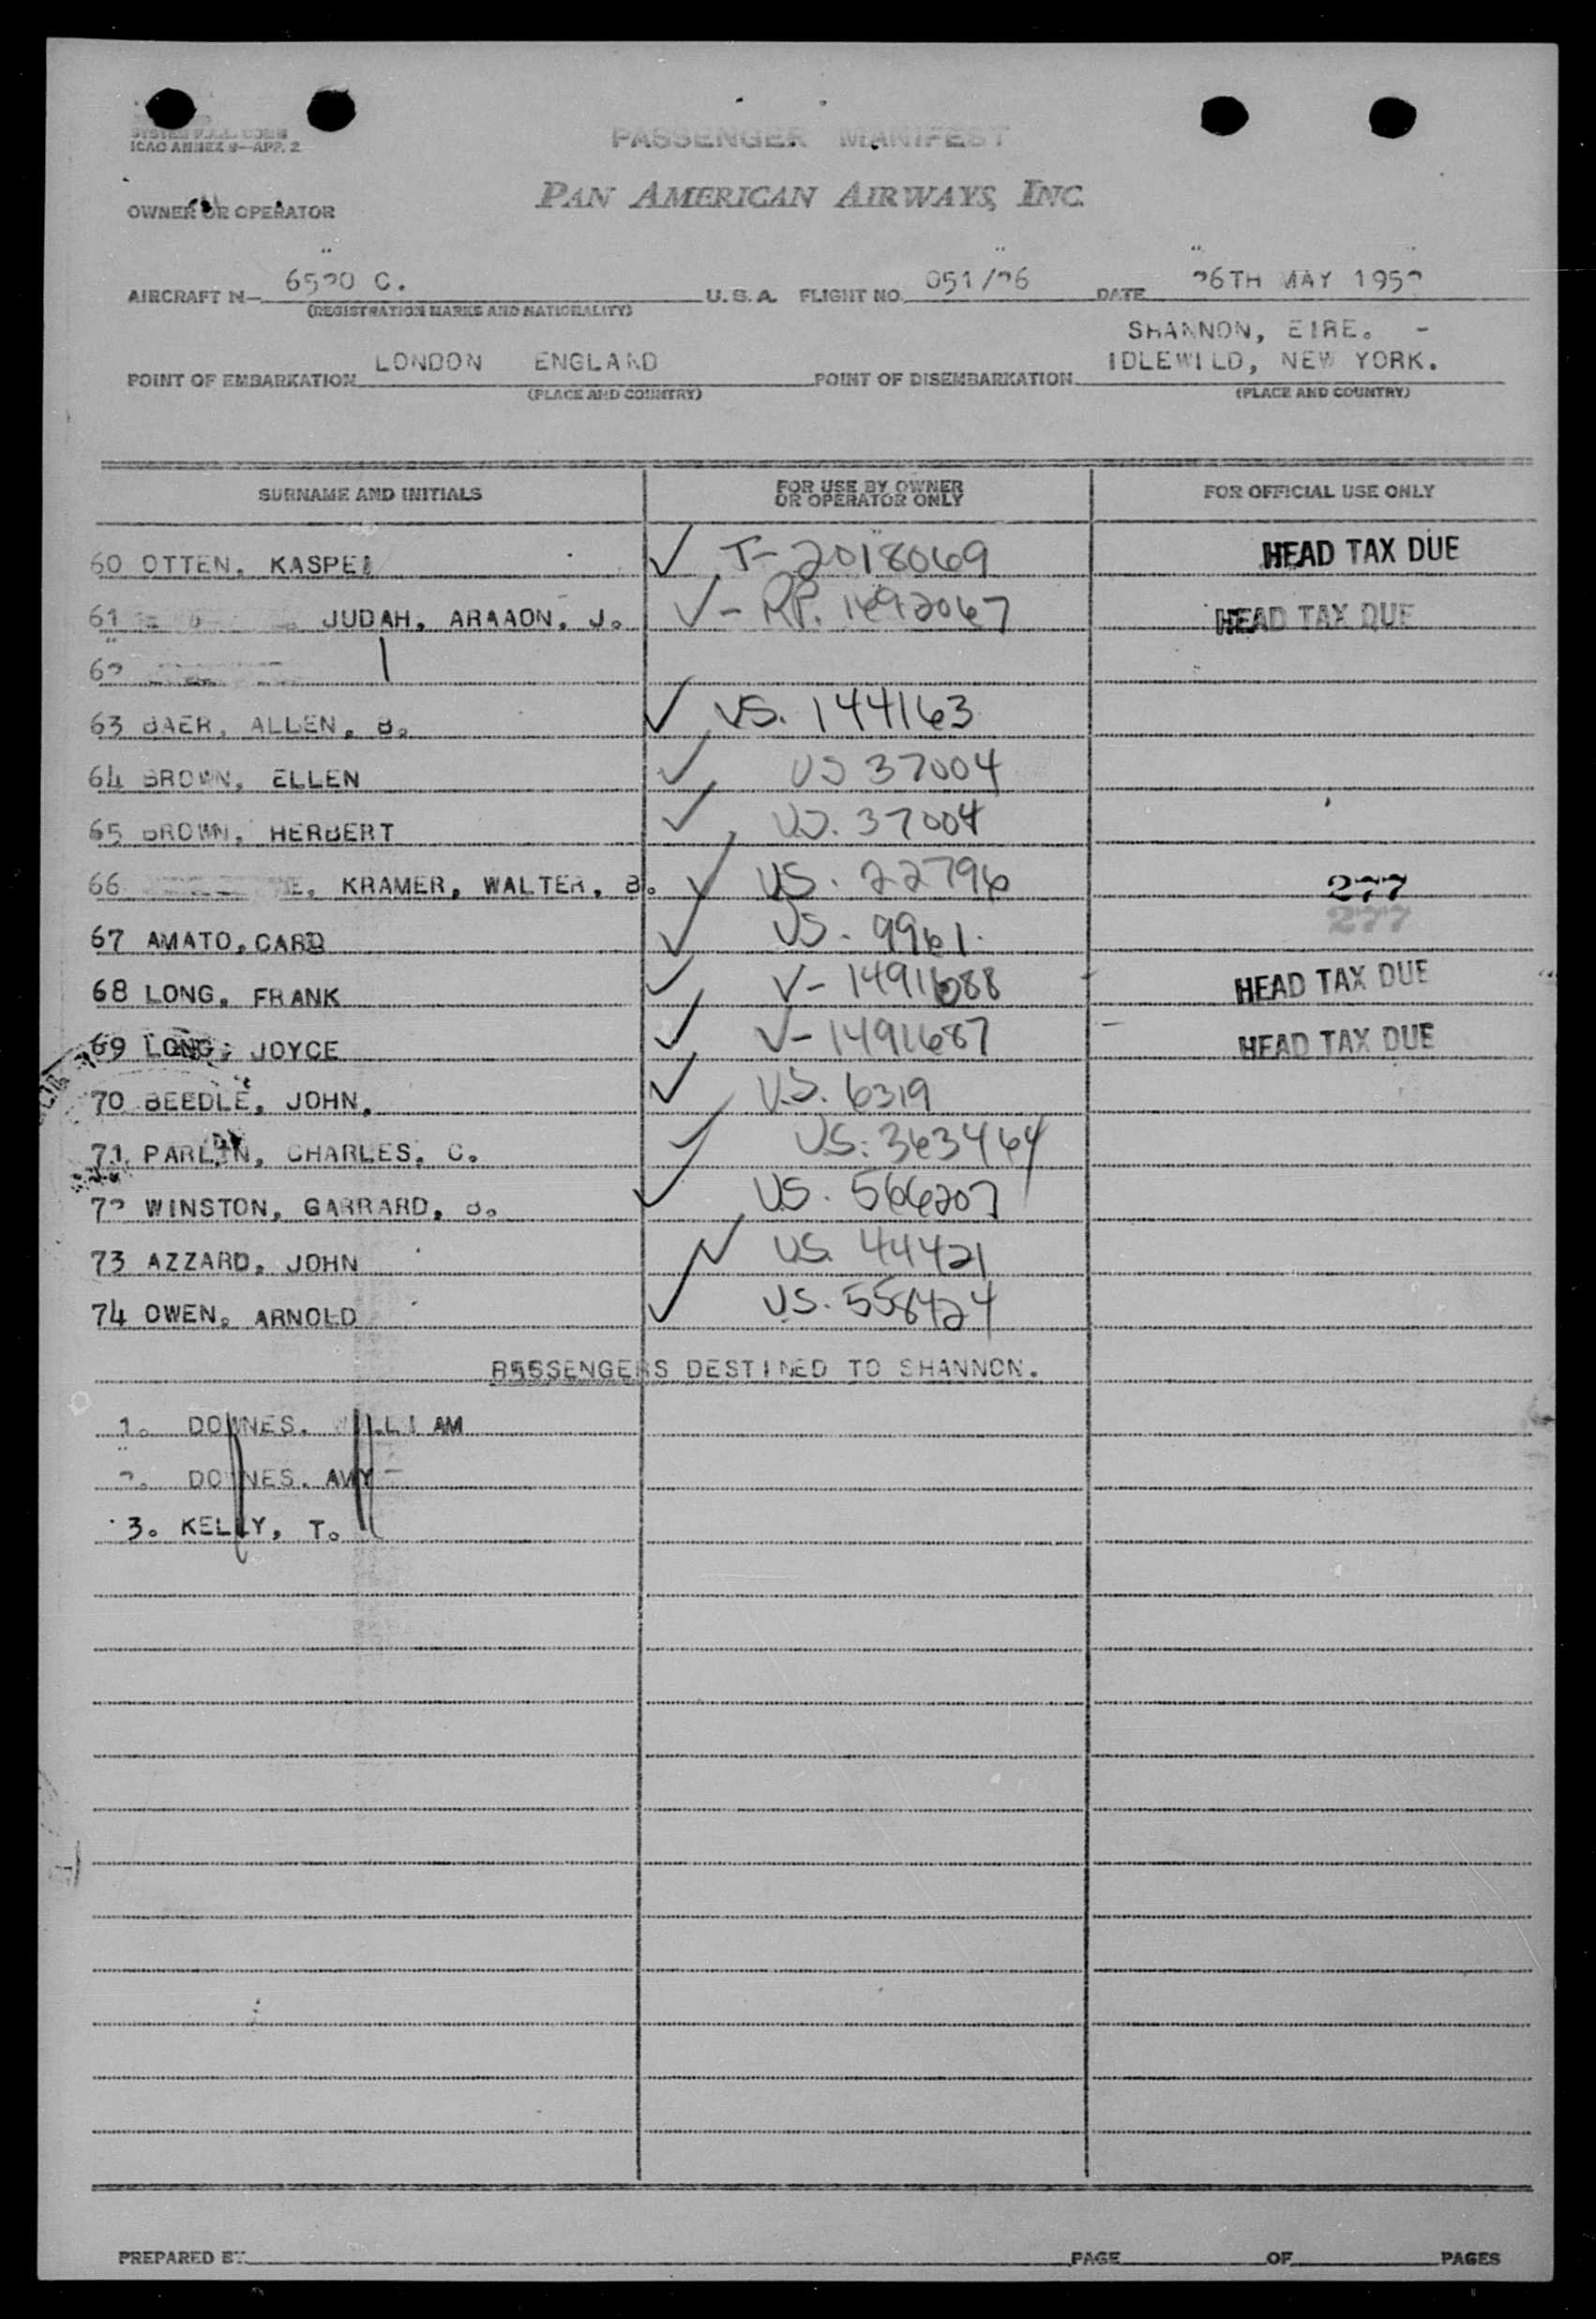 ICAO ANNEX 9—APP. 2
PASSENGER MANIFEST
PAN AMERICAN AIRWAYS, INC.
OWNER OR OPERATOR
AIRCRAFT N— 6520 C. U.S.A. FLIGHT NO. 051/26 DATE 26TH MAY 1952
(REGISTRATION MARKS AND NATIONALITY)
SHANNON, EIRE. -
POINT OF EMBARKATION LONDON ENGLAND POINT OF DISEMBARKATION IDLEWILD, NEW YORK.
(PLACE AND COUNTRY) (PLACE AND COUNTRY)
SURNAME AND INITIALS FOR USE BY OWNER OR OPERATOR ONLY FOR OFFICIAL USE ONLY
60 OTTEN, KASPER ✓ T- 2018069 HEAD TAX DUE
61 JUDAH, ARAAON, J. V- RP. 1492067 HEAD TAX DUE
62
63 BAER, ALLEN, B. ✓ US. 144163
64 BROWN, ELLEN ✓ US 37004
65 BROWN, HERBERT ✓ US. 37004
66 KRAMER, WALTER, B. ✓ US. 22796 277
277
67 AMATO, CARO ✓ US. 9961.
68 LONG, FRANK ✓ V- 1491688 HEAD TAX DUE
69 LONG, JOYCE ✓ V- 1491687 HEAD TAX DUE
70 BEEDLE, JOHN, ✓ U.S. 6319
71 PARLIN, CHARLES, C. ✓ US. 363464
72 WINSTON, GARRARD, B. ✓ US. 566207
73 AZZARD, JOHN ✓ US. 44421
74 OWEN, ARNOLD ✓ US. 558424
PASSENGERS DESTINED TO SHANNON.
1. DOWNES. WILLIAM
2. DOWNES. AMY
3. KELLY, T.
PREPARED BY PAGE OF PAGES